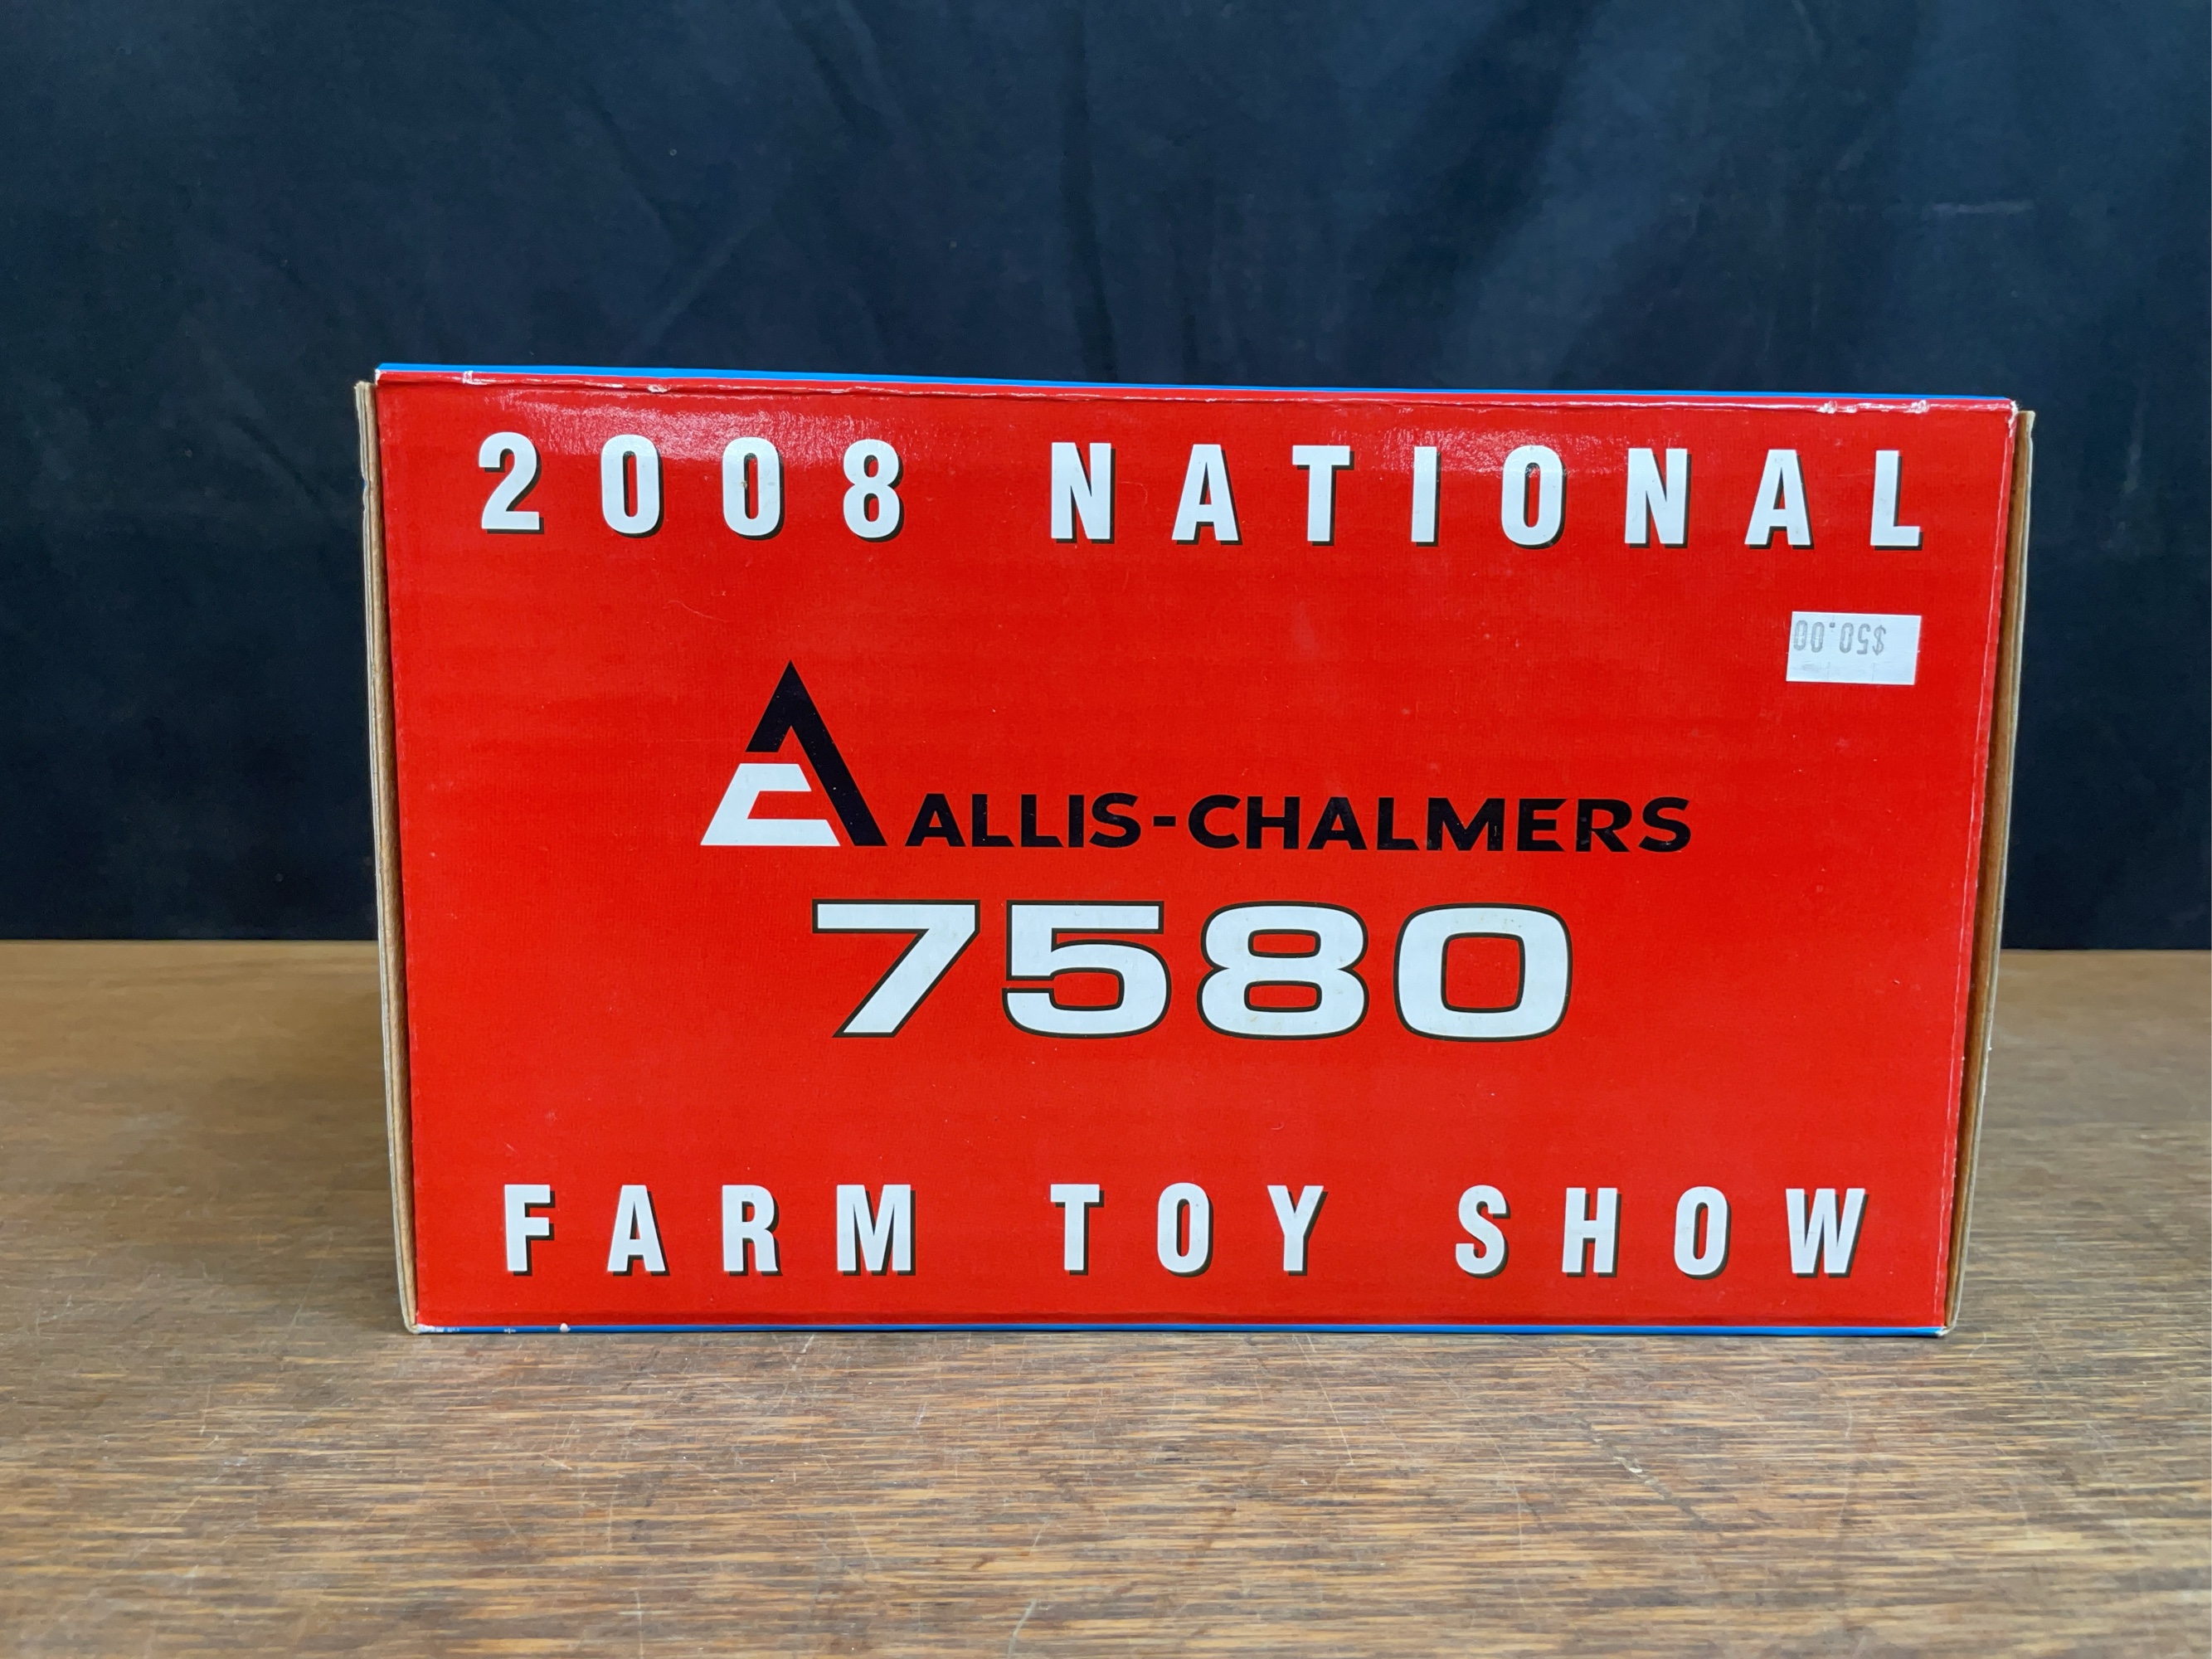 2008 NATIONAL
$50.00
ALLIS-CHALMERS
7580
FARM TOY SHOW